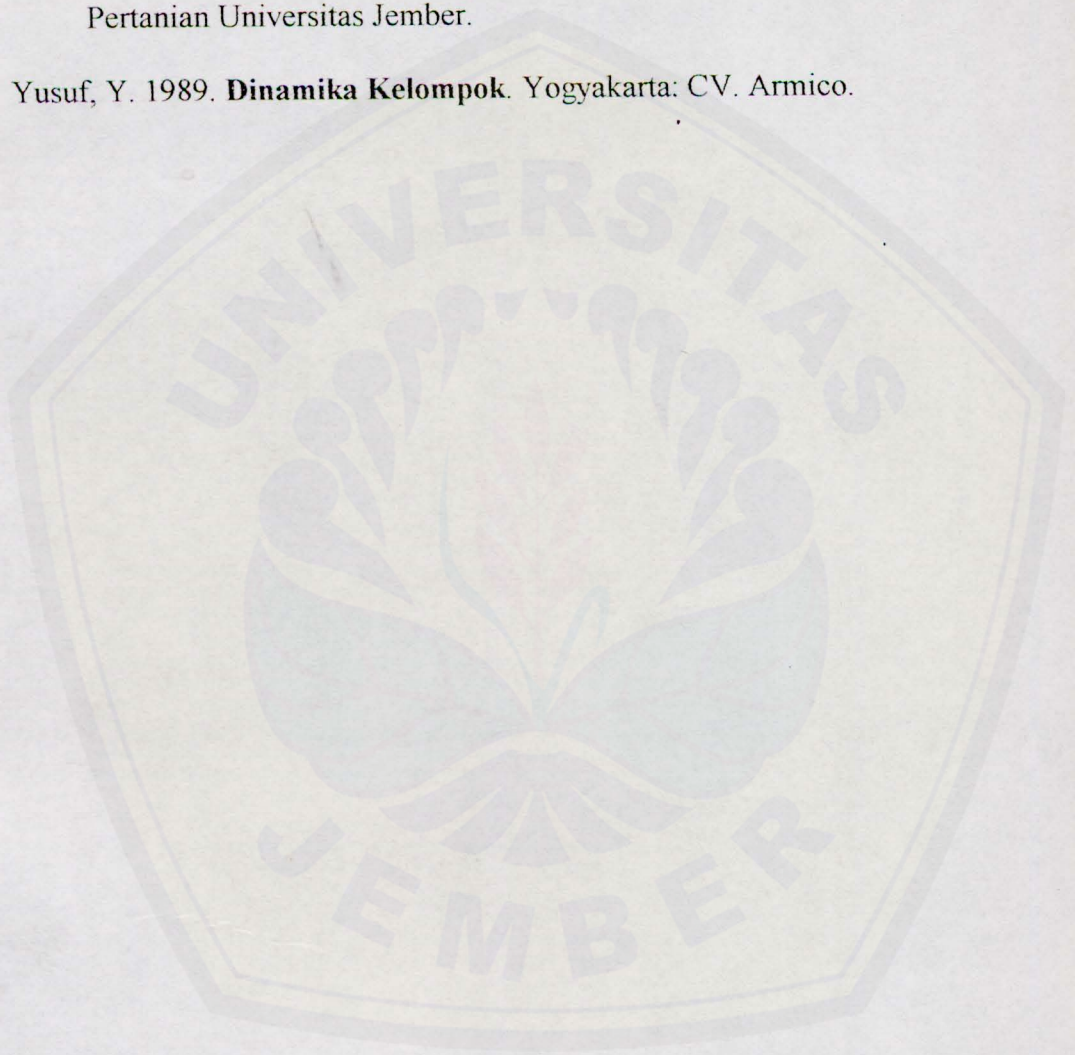 Pertanian Universitas Jember.
Yusuf, Y. 1989. Dinamika Kelompok. Yogyakarta: CV. Armico.
UNIVERSITAS
JEMBER